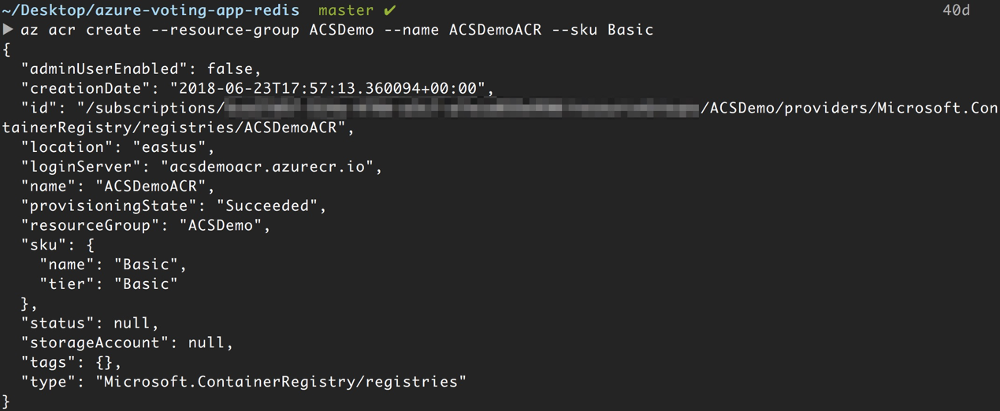 ~/Desktop/azure-voting-app-redis master ✔ 40d
▶ az acr create --resource-group ACSDemo --name ACSDemoACR --sku Basic
{
  "adminUserEnabled": false,
  "creationDate": "2018-06-23T17:57:13.360094+00:00",
  "id": "/subscriptions/ /ACSDemo/providers/Microsoft.Con
tainerRegistry/registries/ACSDemoACR",
  "location": "eastus",
  "loginServer": "acsdemoacr.azurecr.io",
  "name": "ACSDemoACR",
  "provisioningState": "Succeeded",
  "resourceGroup": "ACSDemo",
  "sku": {
    "name": "Basic",
    "tier": "Basic"
  },
  "status": null,
  "storageAccount": null,
  "tags": {},
  "type": "Microsoft.ContainerRegistry/registries"
}